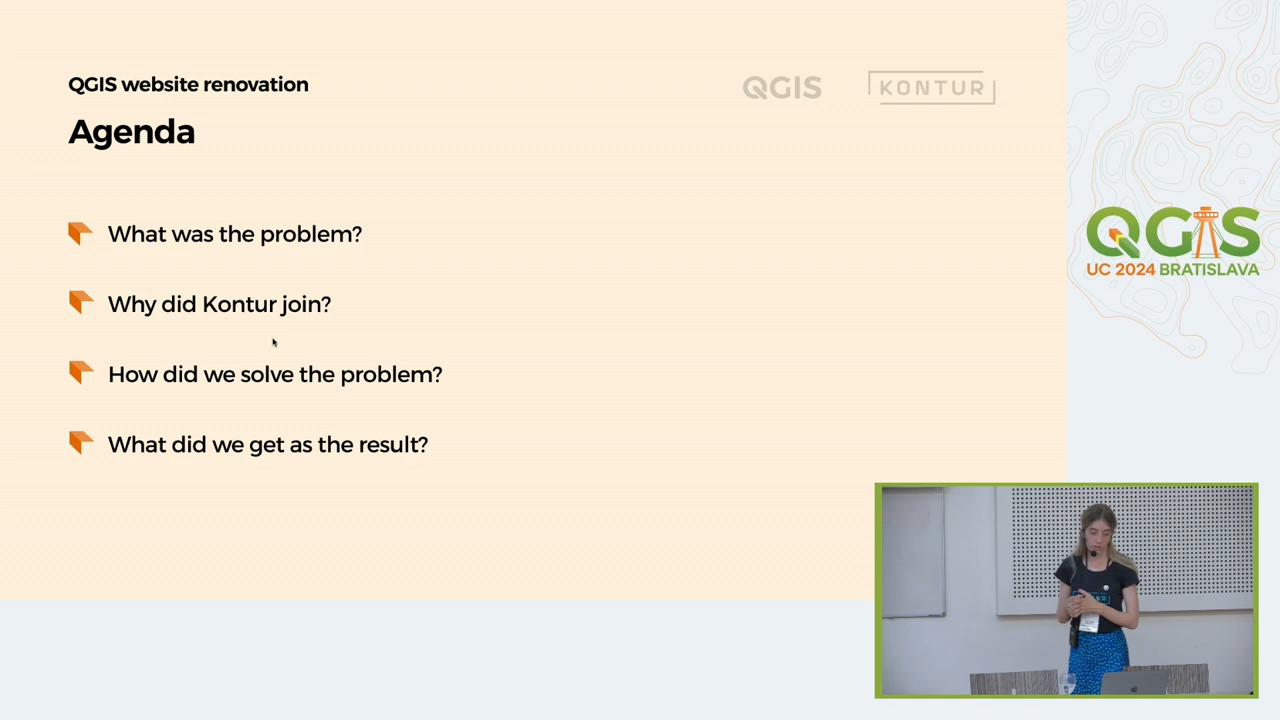 QGIS website renovation
QGIS
KONTUR
Agenda
What was the problem?
Why did Kontur join?
How did we solve the problem?
What did we get as the result?
QGIS
UC 2024 BRATISLAVA